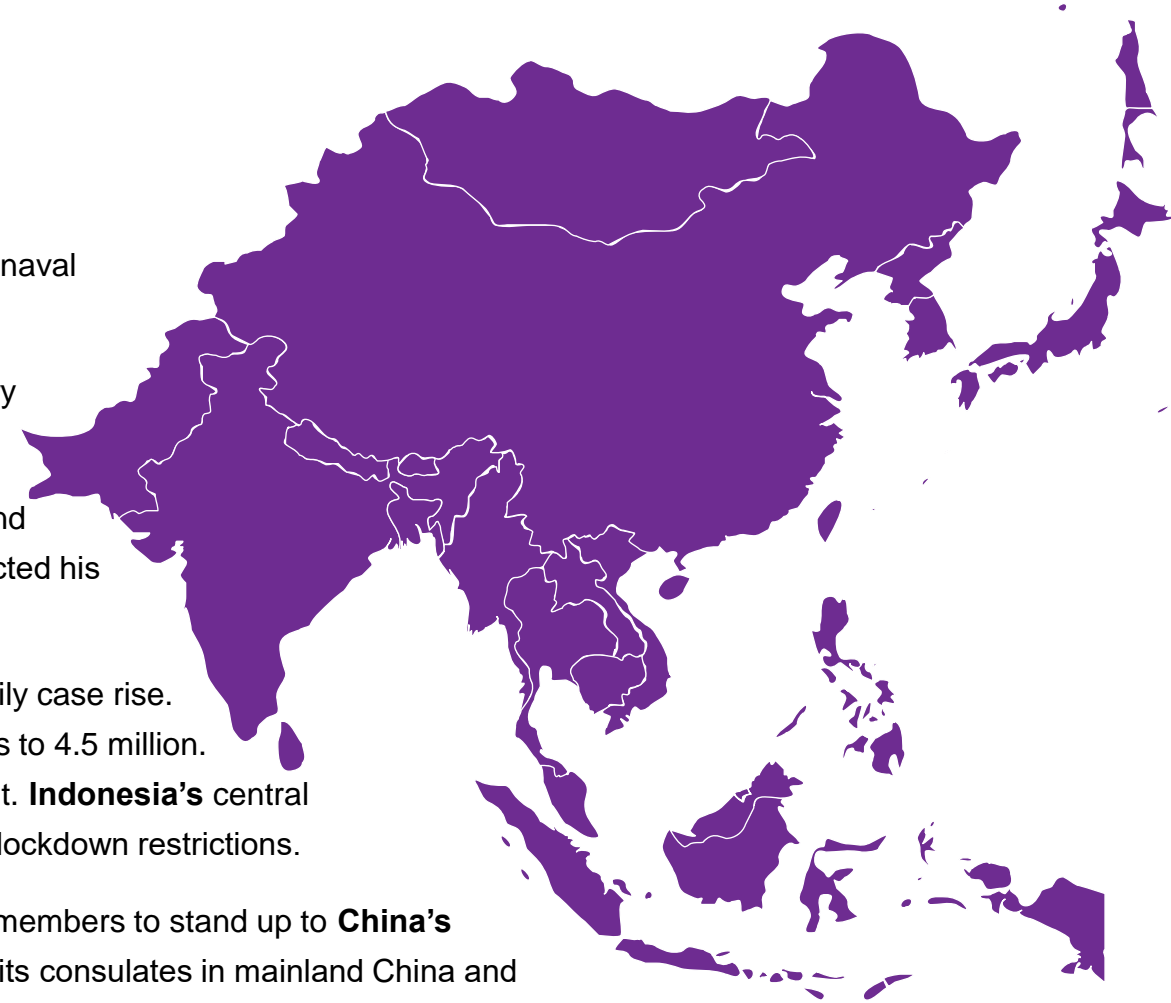 naval
ry
nd
cted his
ily case rise.
s to 4.5 million.
t. Indonesia’s central
lockdown restrictions.
members to stand up to China’s
its consulates in mainland China and